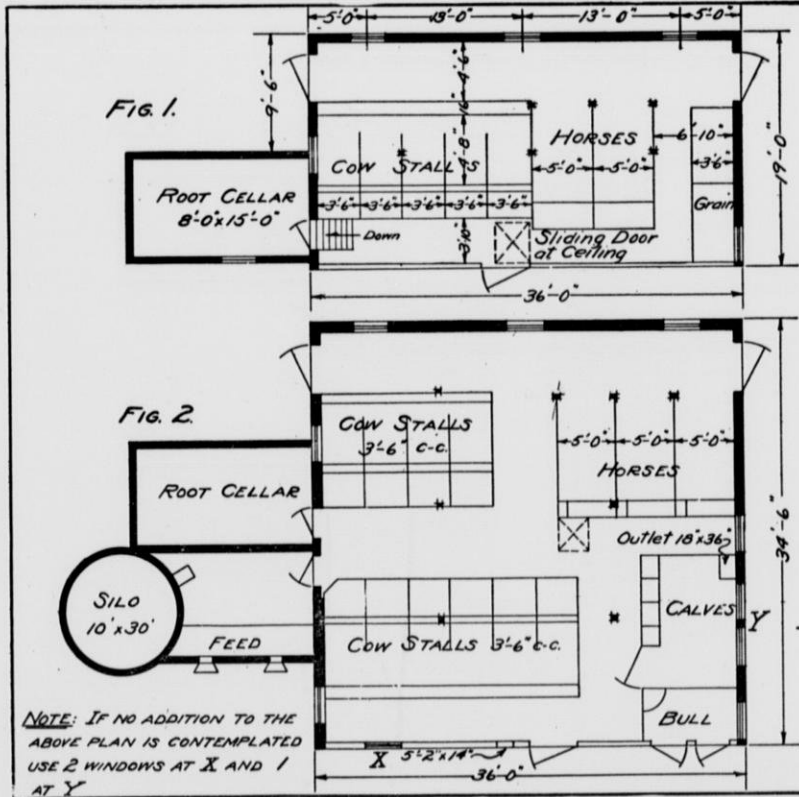 5'-0" 13'-0" 13'-0" 5'-0"
FIG. 1.
9'-6"
4'-6"
16"
4'-8"
19'-0"
HORSES
6'-10"
5'-0" 5'-0"
3'6"
COW STALLS
ROOT CELLAR
8'-0" x 15'-0"
3'6" 3'6" 3'6" 3'6" 3'6"
Grain
Down
3'10"
Sliding Door
at Ceiling
36'-0"
FIG. 2.
COW STALLS
3'-6" C-C.
5'-0" 5'-0" 5'-0"
HORSES
ROOT CELLAR
34'-6"
Outlet 18"x36"
SILO
10'x30'
FEED
CALVES
Y
COW STALLS 3'-6" C-C.
BULL
NOTE: IF NO ADDITION TO THE
ABOVE PLAN IS CONTEMPLATED
USE 2 WINDOWS AT X AND 1
AT Y
X 5'-2"x14"
36'-0"